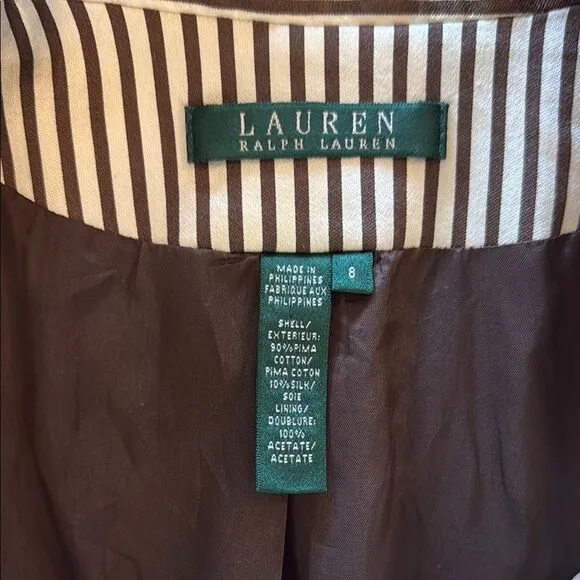 LAUREN
RALPH LAUREN
MADE IN
PHILIPPINES
FABRIQUE AUX
PHILIPPINES
8
SHELL/
EXTERIEUR:
90%PIMA
COTTON/
PIMA COTON
10%SILK/
SOIE
LINING/
DOUBLURE:
100%
ACETATE/
ACETATE